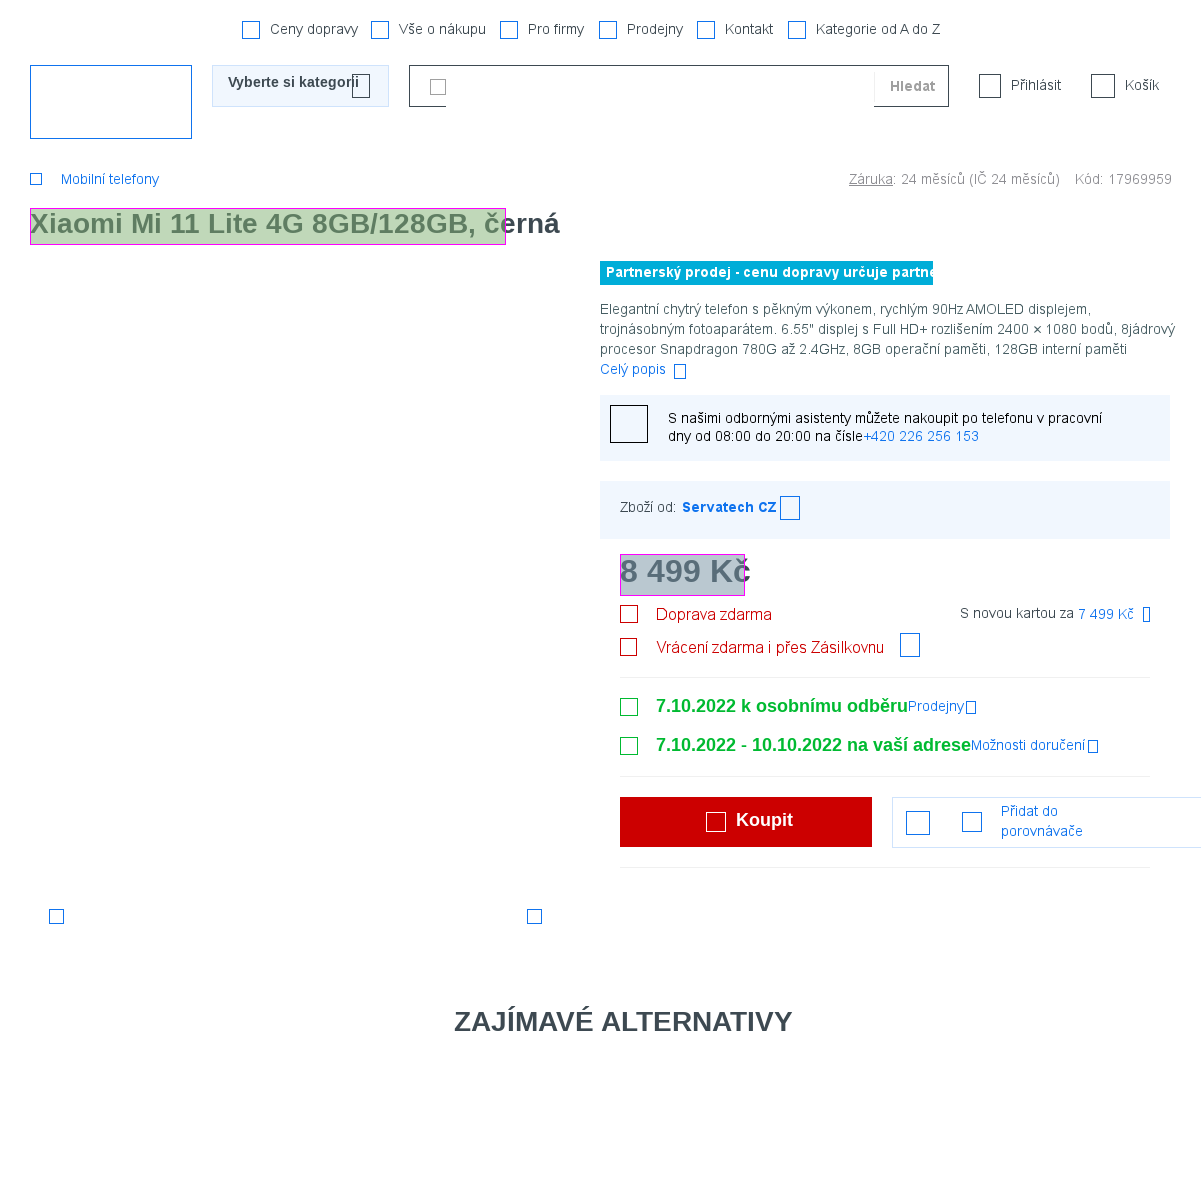 Ceny dopravy Vše o nákupu Pro firmy Prodejny Kontakt Kategorie od A do Z
Vyberte si kategorii Hledat Přihlásit Košík
Mobilní telefony Záruka: 24 měsíců (IČ 24 měsíců) Kód: 17969959
Xiaomi Mi 11 Lite 4G 8GB/128GB, černá
Partnerský prodej - cenu dopravy určuje partne
Elegantní chytrý telefon s pěkným výkonem, rychlým 90Hz AMOLED displejem,
trojnásobným fotoaparátem. 6.55" displej s Full HD+ rozlišením 2400 × 1080 bodů, 8jádrový
procesor Snapdragon 780G až 2.4GHz, 8GB operační paměti, 128GB interní paměti
Celý popis
S našimi odbornými asistenty můžete nakoupit po telefonu v pracovní
dny od 08:00 do 20:00 na čísle+420 226 256 153
Zboží od: Servatech CZ
8 499 Kč
Doprava zdarma S novou kartou za 7 499 Kč
Vrácení zdarma i přes Zásilkovnu
7.10.2022 k osobnímu odběruProdejny
7.10.2022 - 10.10.2022 na vaší adreseMožnosti doručení
Koupit Přidat do
porovnávače
ZAJÍMAVÉ ALTERNATIVY